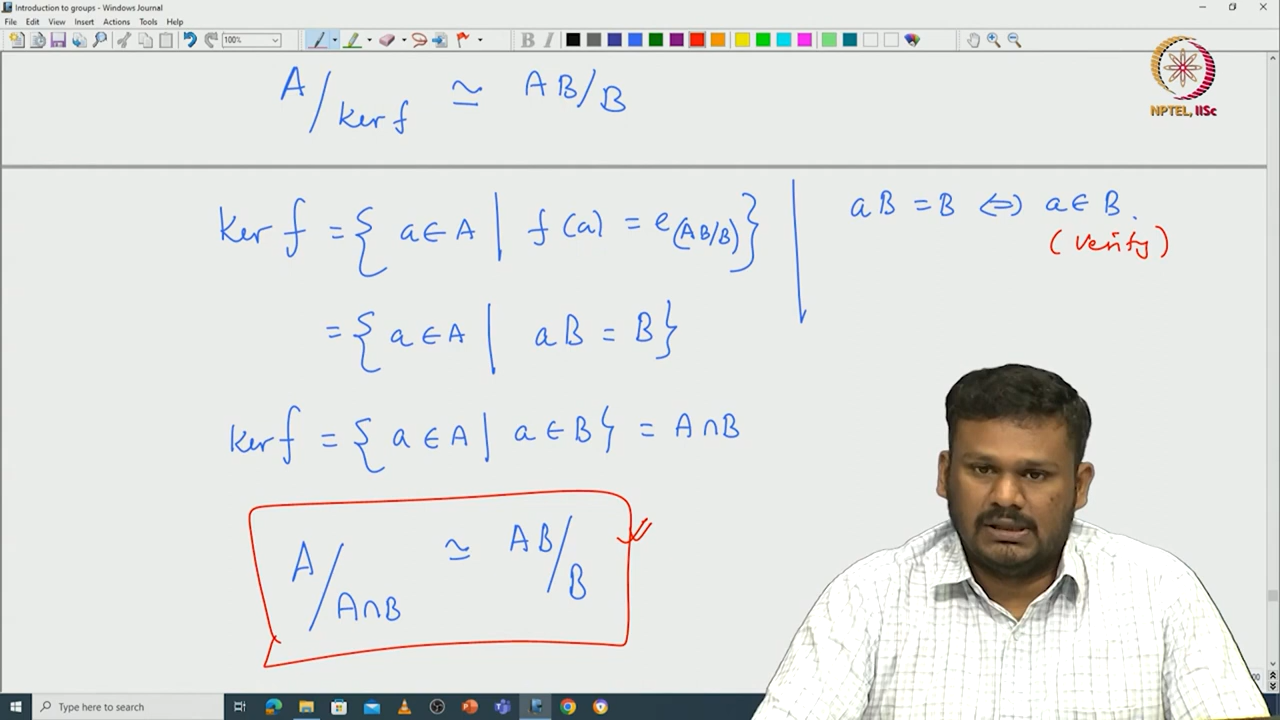 Introduction to groups - Windows Journal
File Edit View Insert Actions Tools Help
100%
B I
NPTEL, IISc
A/ker f ≃ AB/B
Ker f = { a ∈ A | f(a) = e(AB/B) }
aB = B ⇔ a ∈ B.
(verify)
= { a ∈ A | aB = B }
Ker f = { a ∈ A | a ∈ B } = A ∩ B
A/A∩B ≃ AB/B
Type here to search